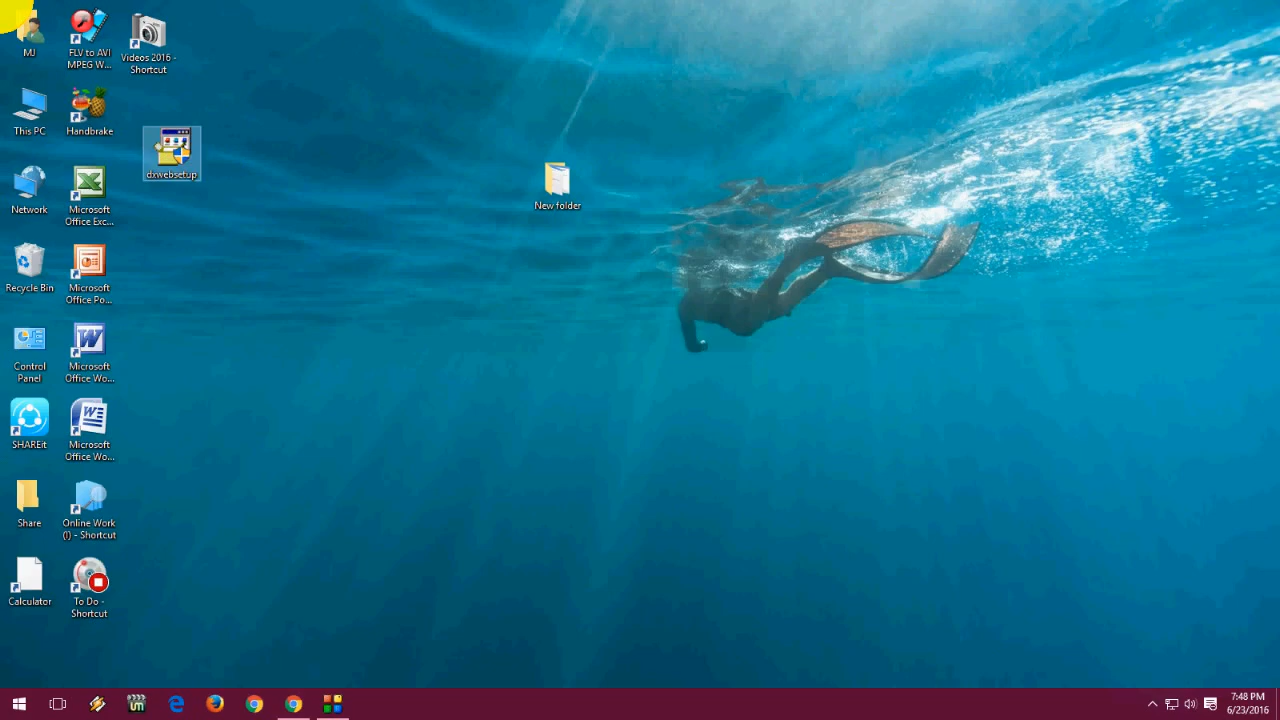 MJ
FLV to AVI
MPEG W...
Videos 2016 -
Shortcut
This PC
Handbrake
dxwebsetup
New folder
Network
Microsoft
Office Exc...
Recycle Bin
Microsoft
Office Po...
Control
Panel
Microsoft
Office Wo...
SHAREit
Microsoft
Office Wo...
Share
Online Work
(I) - Shortcut
Calculator
To Do -
Shortcut
7:48 PM
6/23/2016